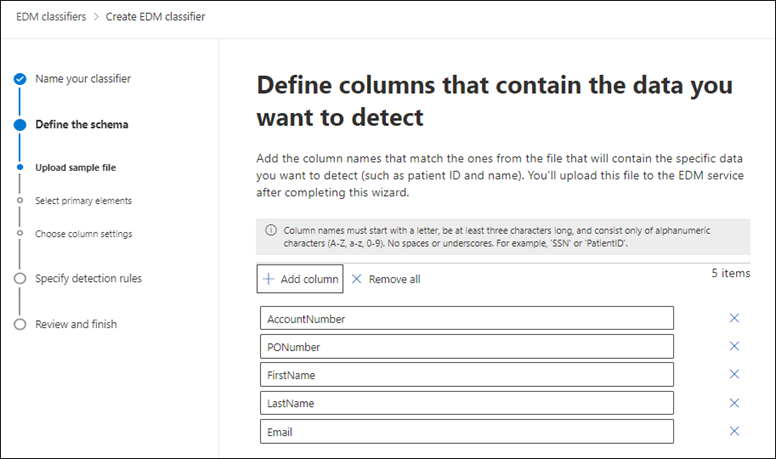 EDM classifiers > Create EDM classifier
Name your classifier
Define the schema
Upload sample file
Select primary elements
Choose column settings
Specify detection rules
Review and finish
Define columns that contain the data you
want to detect
Add the column names that match the ones from the file that will contain the specific data
you want to detect (such as patient ID and name). You'll upload this file to the EDM service
after completing this wizard.
Column names must start with a letter, be at least three characters long, and consist only of alphanumeric
characters (A-Z, a-z, 0-9). No spaces or underscores. For example, 'SSN' or 'PatientID'.
Add column Remove all 5 items
AccountNumber
PONumber
FirstName
LastName
Email